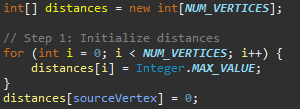 int[] distances = new int[NUM_VERTICES];
// Step 1: Initialize distances
for (int i = 0; i < NUM_VERTICES; i++) {
    distances[i] = Integer.MAX_VALUE;
}
distances[sourceVertex] = 0;